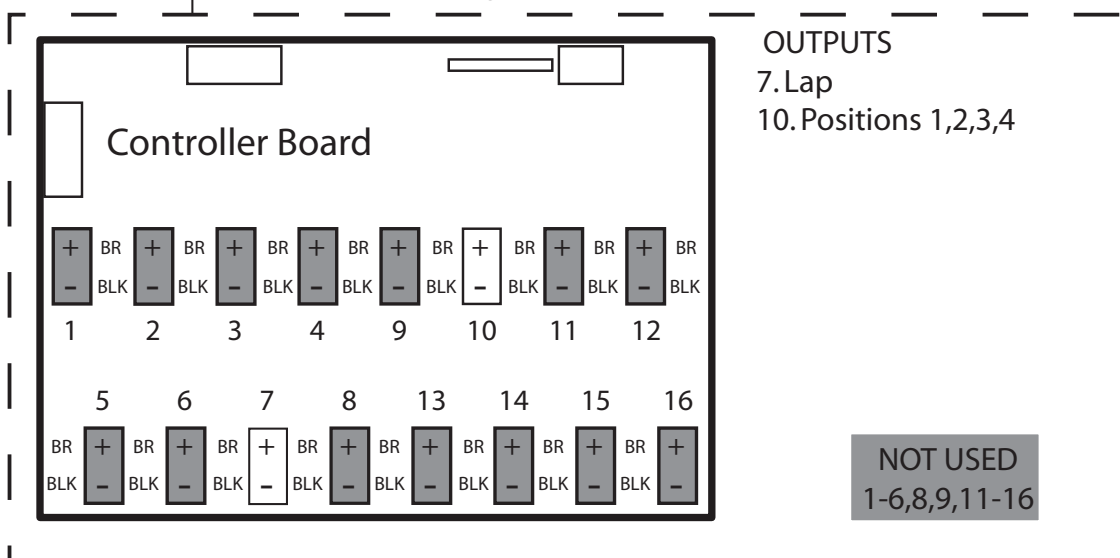 OUTPUTS
7. Lap
10. Positions 1,2,3,4
Controller Board
+ BR + BR + BR + BR + BR + BR + BR + BR
- BLK - BLK - BLK - BLK - BLK - BLK - BLK - BLK
1 2 3 4 9 10 11 12
5 6 7 8 13 14 15 16
BR + BR + BR + BR + BR + BR + BR + BR +
BLK - BLK - BLK - BLK - BLK - BLK - BLK - BLK -
NOT USED
1-6,8,9,11-16